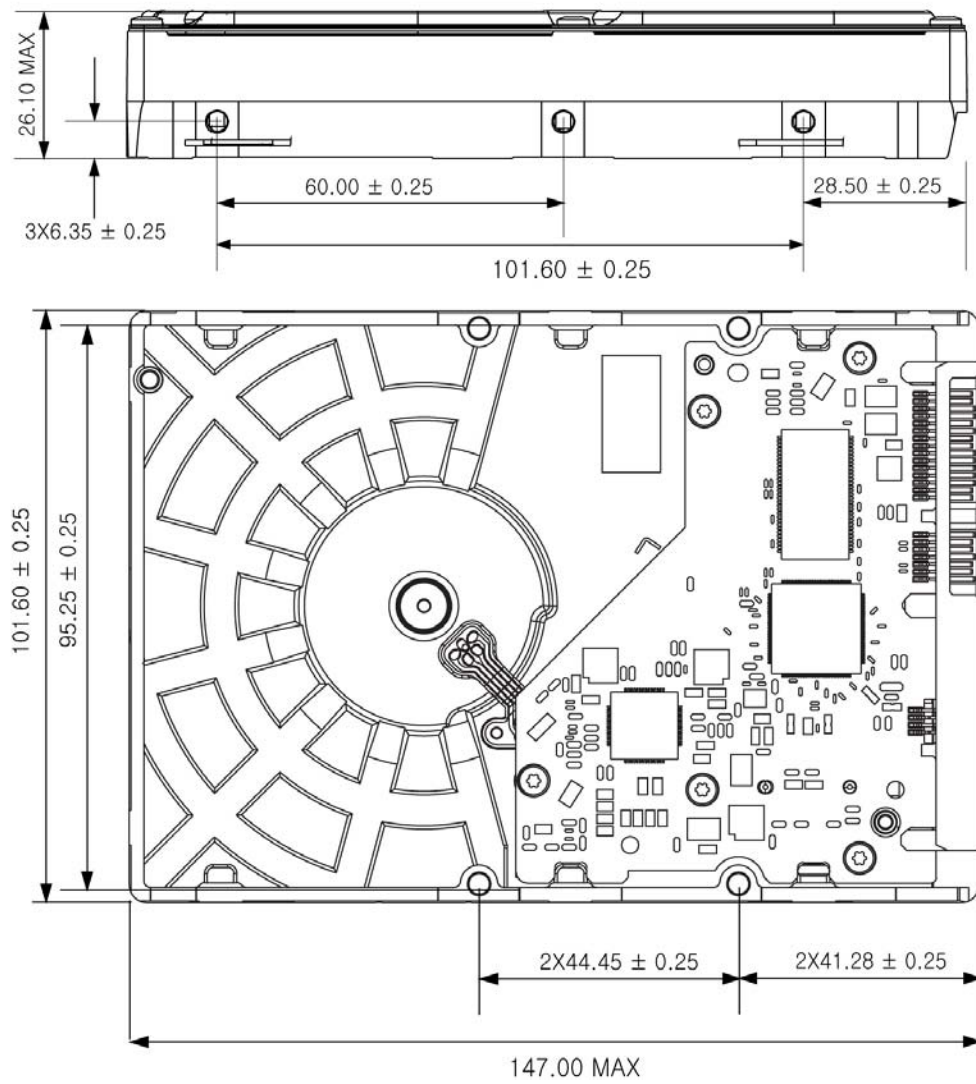 26.10 MAX
60.00 ± 0.25
28.50 ± 0.25
3X6.35 ± 0.25
101.60 ± 0.25
101.60 ± 0.25
95.25 ± 0.25
2X44.45 ± 0.25
2X41.28 ± 0.25
147.00 MAX